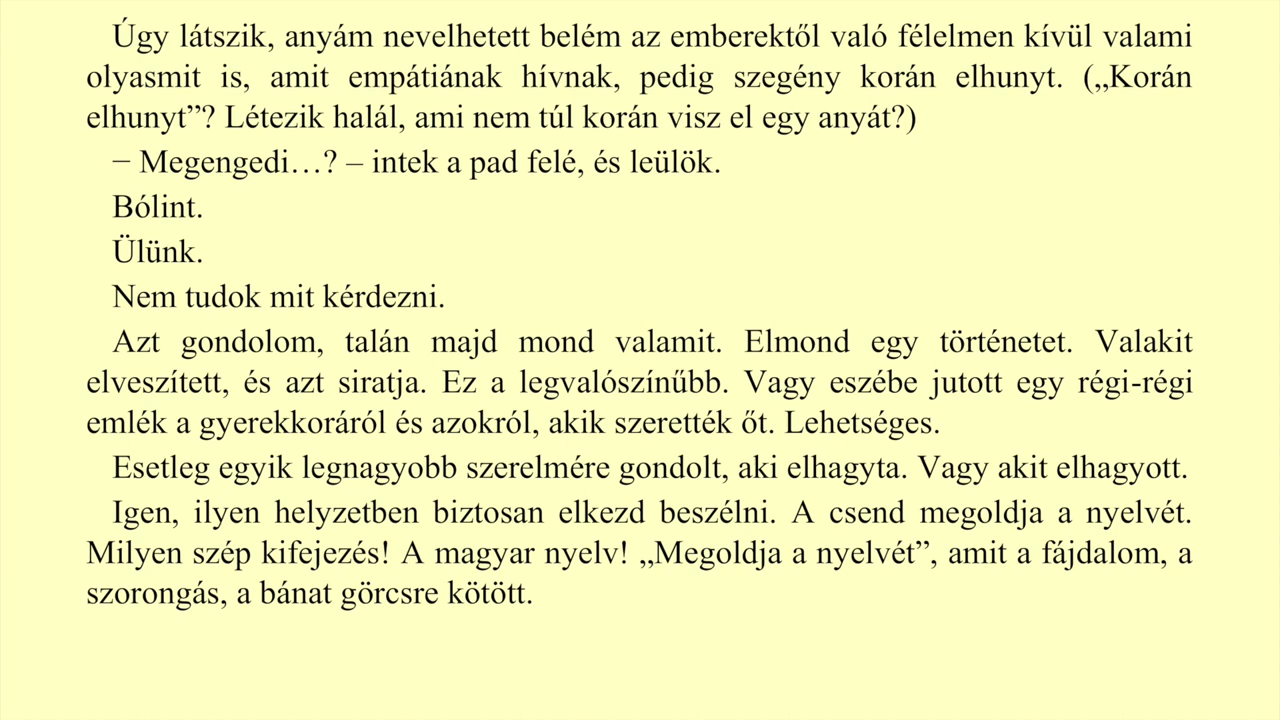 Úgy látszik, anyám nevelhetett belém az emberektől való félelmen kívül valami
olyasmit is, amit empátiának hívnak, pedig szegény korán elhunyt. („Korán
elhunyt”? Létezik halál, ami nem túl korán visz el egy anyát?)
− Megengedi…? – intek a pad felé, és leülök.
Bólint.
Ülünk.
Nem tudok mit kérdezni.
Azt gondolom, talán majd mond valamit. Elmond egy történetet. Valakit
elveszített, és azt siratja. Ez a legvalószínűbb. Vagy eszébe jutott egy régi-régi
emlék a gyerekkoráról és azokról, akik szerették őt. Lehetséges.
Esetleg egyik legnagyobb szerelmére gondolt, aki elhagyta. Vagy akit elhagyott.
Igen, ilyen helyzetben biztosan elkezd beszélni. A csend megoldja a nyelvét.
Milyen szép kifejezés! A magyar nyelv! „Megoldja a nyelvét”, amit a fájdalom, a
szorongás, a bánat görcsre kötött.